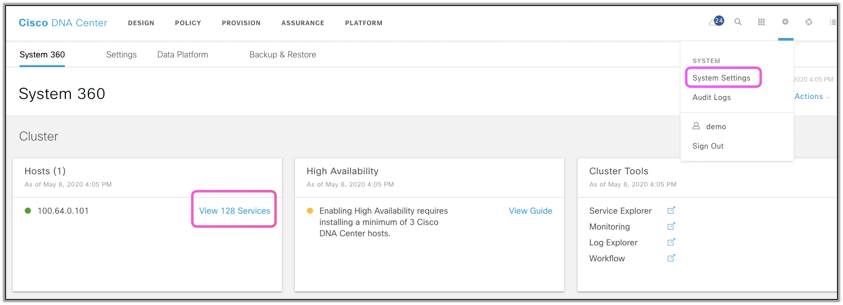 Cisco DNA Center DESIGN POLICY PROVISION ASSURANCE PLATFORM 24
System 360 Settings Data Platform Backup & Restore
SYSTEM
System Settings
Audit Logs
demo
Sign Out
2020 4:05 PM
Actions
System 360
Cluster
Hosts (1)
As of May 8, 2020 4:05 PM
100.64.0.101 View 128 Services
High Availability
As of May 8, 2020 4:05 PM
Enabling High Availability requires View Guide
installing a minimum of 3 Cisco
DNA Center hosts.
Cluster Tools
As of May 8, 2020 4:05 PM
Service Explorer
Monitoring
Log Explorer
Workflow